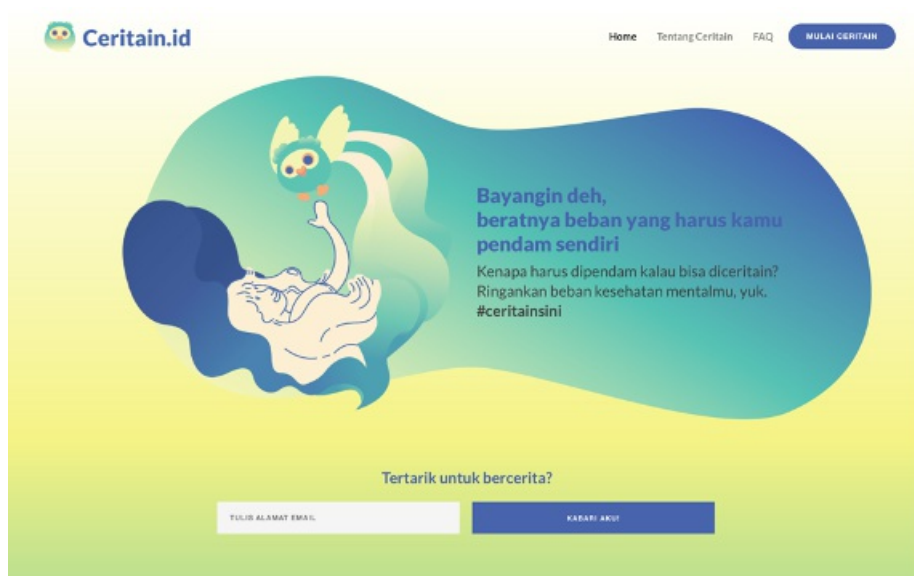 Ceritain.id
Home Tentang Ceritain FAQ MULAI CERITAIN
Bayangin deh,
beratnya beban yang harus kamu
pendam sendiri
Kenapa harus dipendam kalau bisa diceritain?
Ringankan beban kesehatan mentalmu, yuk.
#ceritainsini
Tertarik untuk bercerita?
TULIS ALAMAT EMAIL KABARI AKU!